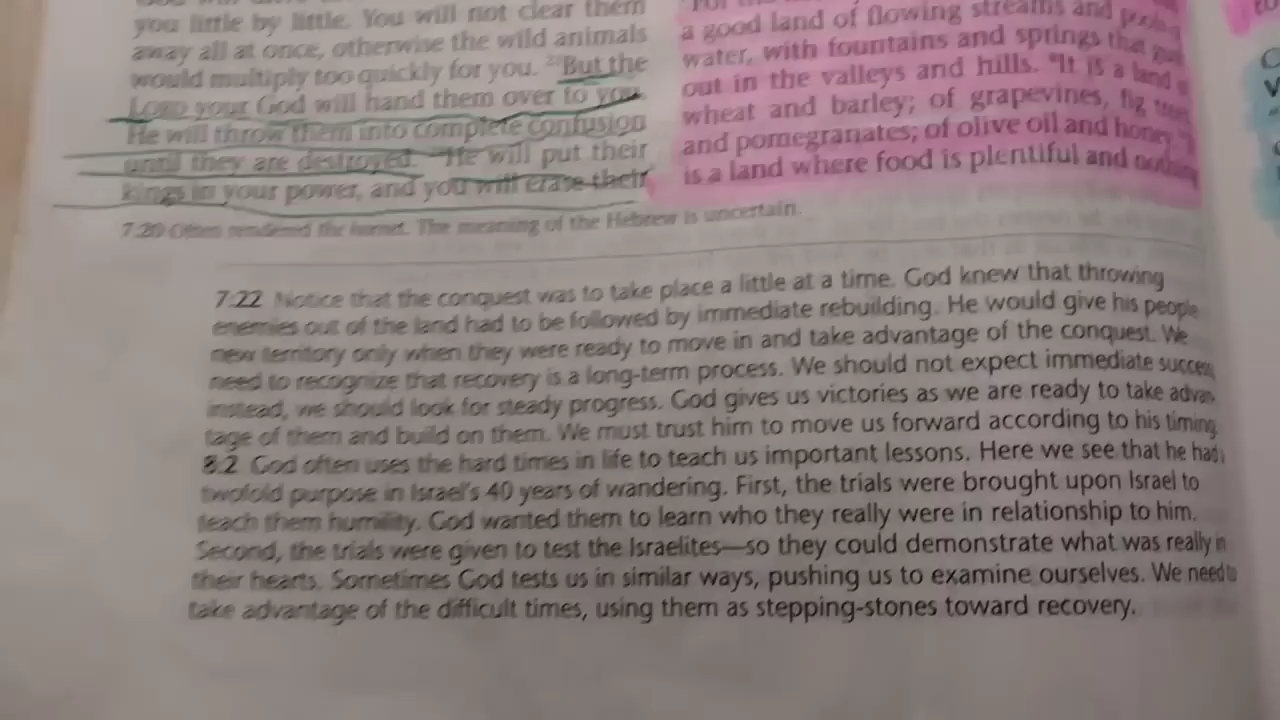 you little by little. You will not clear them
away all at once, otherwise the wild animals
would multiply too quickly for you. 23But the
LORD your God will hand them over to you.
He will throw them into complete confusion
until they are destroyed. 24He will put their
kings in your power, and you will erase their
a good land of flowing streams and
water, with fountains and springs that
out in the valleys and hills. 8It is a land
wheat and barley; of grapevines, fig
and pomegranates; of olive oil and honey.
is a land where food is plentiful and nothing
7:20 Often rendered the hornet. The meaning of the Hebrew is uncertain.
7:22 Notice that the conquest was to take place a little at a time. God knew that throwing
enemies out of the land had to be followed by immediate rebuilding. He would give his people
new territory only when they were ready to move in and take advantage of the conquest. We
need to recognize that recovery is a long-term process. We should not expect immediate success;
instead, we should look for steady progress. God gives us victories as we are ready to take advan-
tage of them and build on them. We must trust him to move us forward according to his timing.
8:2 God often uses the hard times in life to teach us important lessons. Here we see that he had
twofold purpose in Israel's 40 years of wandering. First, the trials were brought upon Israel to
teach them humility. God wanted them to learn who they really were in relationship to him.
Second, the trials were given to test the Israelites—so they could demonstrate what was really in
their hearts. Sometimes God tests us in similar ways, pushing us to examine ourselves. We need to
take advantage of the difficult times, using them as stepping-stones toward recovery.